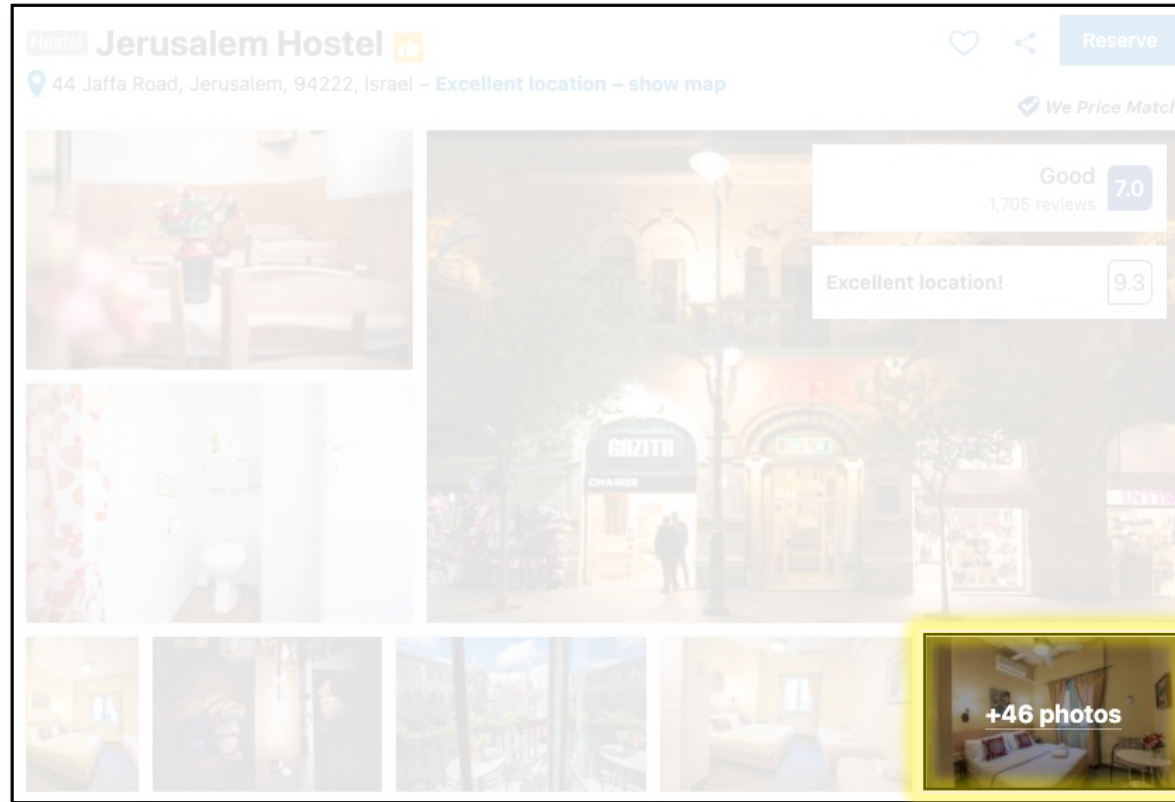 Hostel Jerusalem Hostel
Reserve
44 Jaffa Road, Jerusalem, 94222, Israel – Excellent location – show map
We Price Match
Good
7.0
1,705 reviews
Excellent location!
9.3
GAZITH
CHANGE
+46 photos